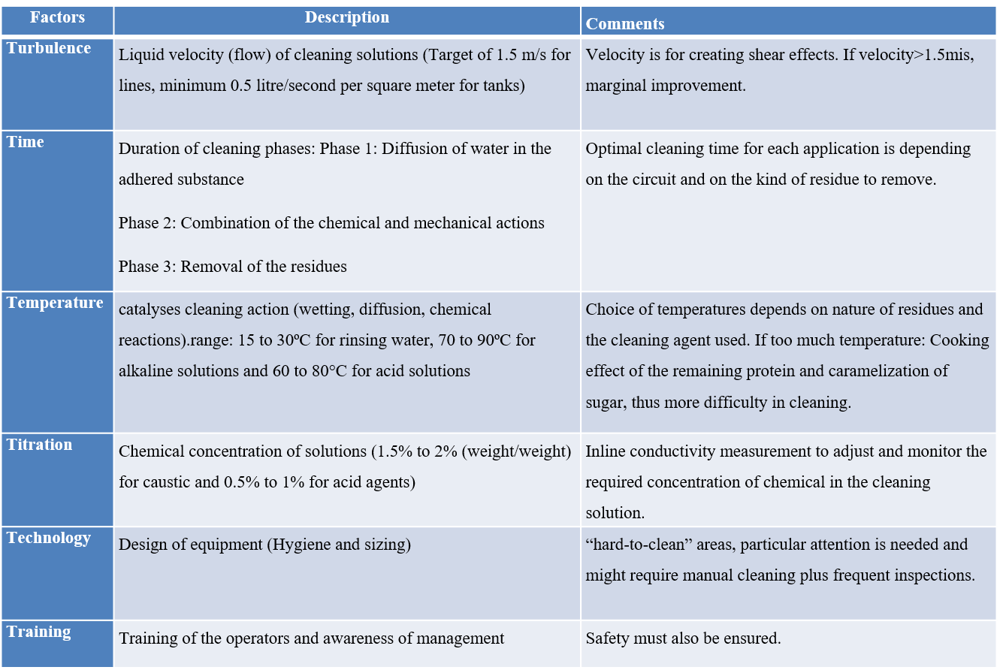 Factors
Description
Comments
Turbulence
Liquid velocity (flow) of cleaning solutions (Target of 1.5 m/s for
lines, minimum 0.5 litre/second per square meter for tanks)
Velocity is for creating shear effects. If velocity>1.5mis,
marginal improvement.
Time
Duration of cleaning phases: Phase 1: Diffusion of water in the
adhered substance
Phase 2: Combination of the chemical and mechanical actions
Phase 3: Removal of the residues
Optimal cleaning time for each application is depending
on the circuit and on the kind of residue to remove.
Temperature
catalyses cleaning action (wetting, diffusion, chemical
reactions).range: 15 to 30ºC for rinsing water, 70 to 90ºC for
alkaline solutions and 60 to 80°C for acid solutions
Choice of temperatures depends on nature of residues and
the cleaning agent used. If too much temperature: Cooking
effect of the remaining protein and caramelization of
sugar, thus more difficulty in cleaning.
Titration
Chemical concentration of solutions (1.5% to 2% (weight/weight)
for caustic and 0.5% to 1% for acid agents)
Inline conductivity measurement to adjust and monitor the
required concentration of chemical in the cleaning
solution.
Technology
Design of equipment (Hygiene and sizing)
“hard-to-clean” areas, particular attention is needed and
might require manual cleaning plus frequent inspections.
Training
Training of the operators and awareness of management
Safety must also be ensured.